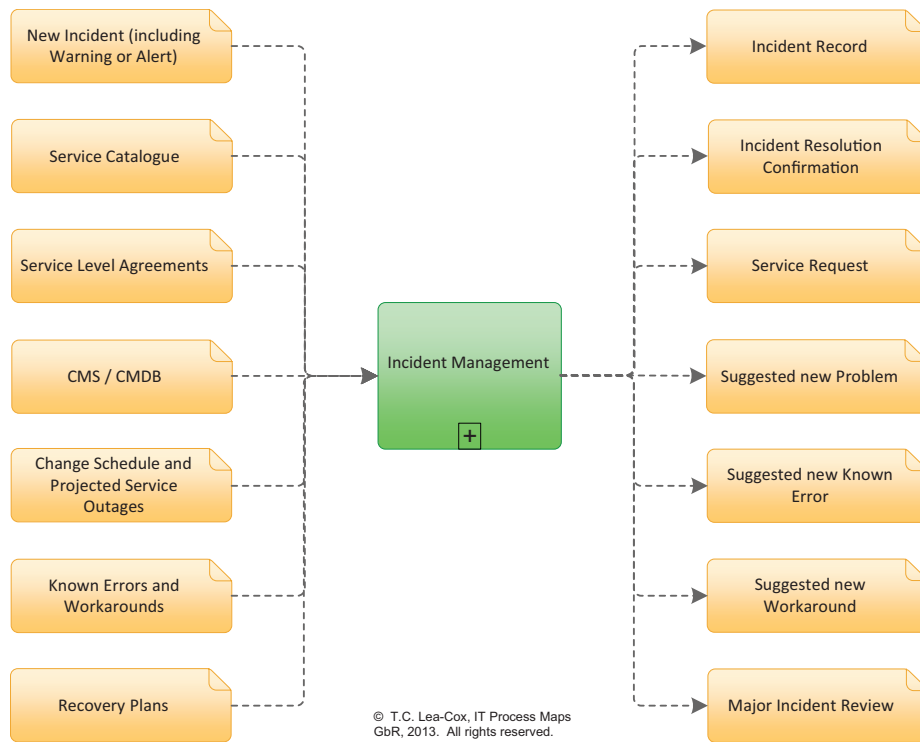 New Incident (including
Warning or Alert)
Service Catalogue
Service Level Agreements
CMS / CMDB
Change Schedule and
Projected Service
Outages
Known Errors and
Workarounds
Recovery Plans
Incident Management
+
Incident Record
Incident Resolution
Confirmation
Service Request
Suggested new Problem
Suggested new Known
Error
Suggested new
Workaround
Major Incident Review
© T.C. Lea-Cox, IT Process Maps
GbR, 2013. All rights reserved.